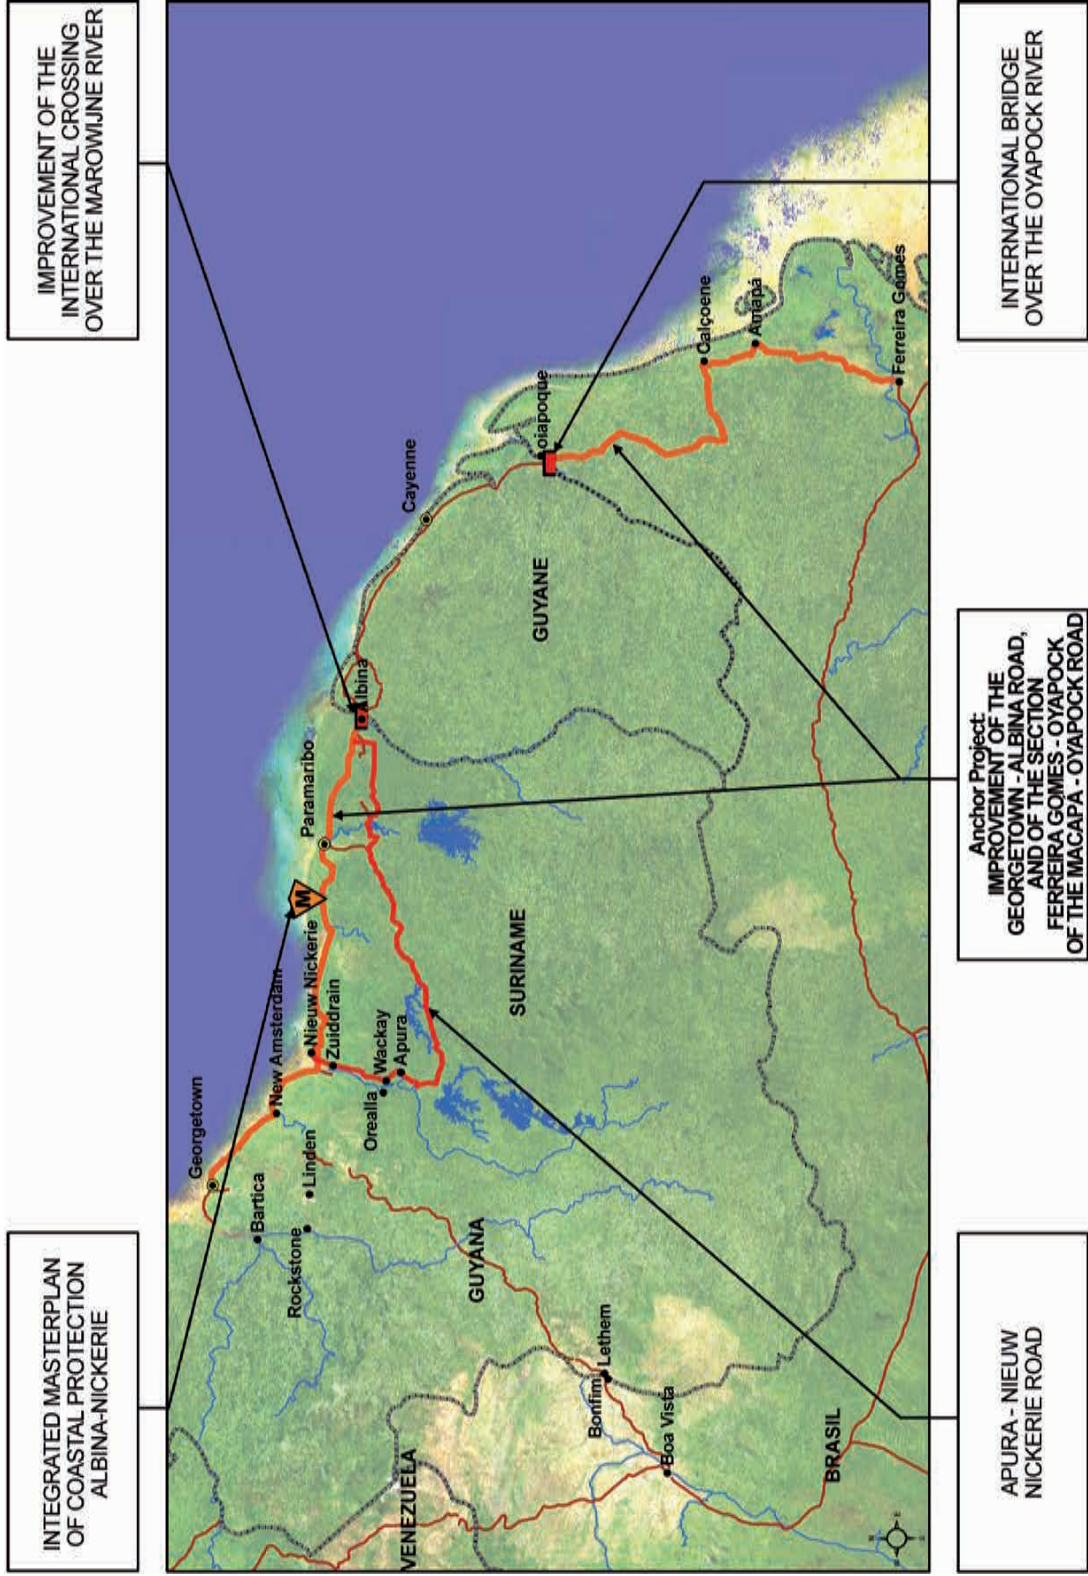 INTEGRATED MASTERPLAN
OF COASTAL PROTECTION
ALBINA-NICKERIE
IMPROVEMENT OF THE
INTERNATIONAL CROSSING
OVER THE MAROWIJNE RIVER
Georgetown
Bartica
New Amsterdam
Linden
Rockstone
Nieuw Nickerie
Zuiddrain
M
Paramaribo
Albina
Orealla
Wackay
Apura
Cayenne
GUYANA
SURINAME
GUYANE
oiapoque
VENEZUELA
Lethem
Bonfim
Boa Vista
Calçoene
Amapá
BRASIL
Ferreira Gomes
N
E
S
APURA - NIEUW
NICKERIE ROAD
Anchor Project:
IMPROVEMENT OF THE
GEORGETOWN - ALBINA ROAD,
AND OF THE SECTION
FERREIRA GOMES - OYAPOCK
OF THE MACAPA - OYAPOCK ROAD
INTERNATIONAL BRIDGE
OVER THE OYAPOCK RIVER